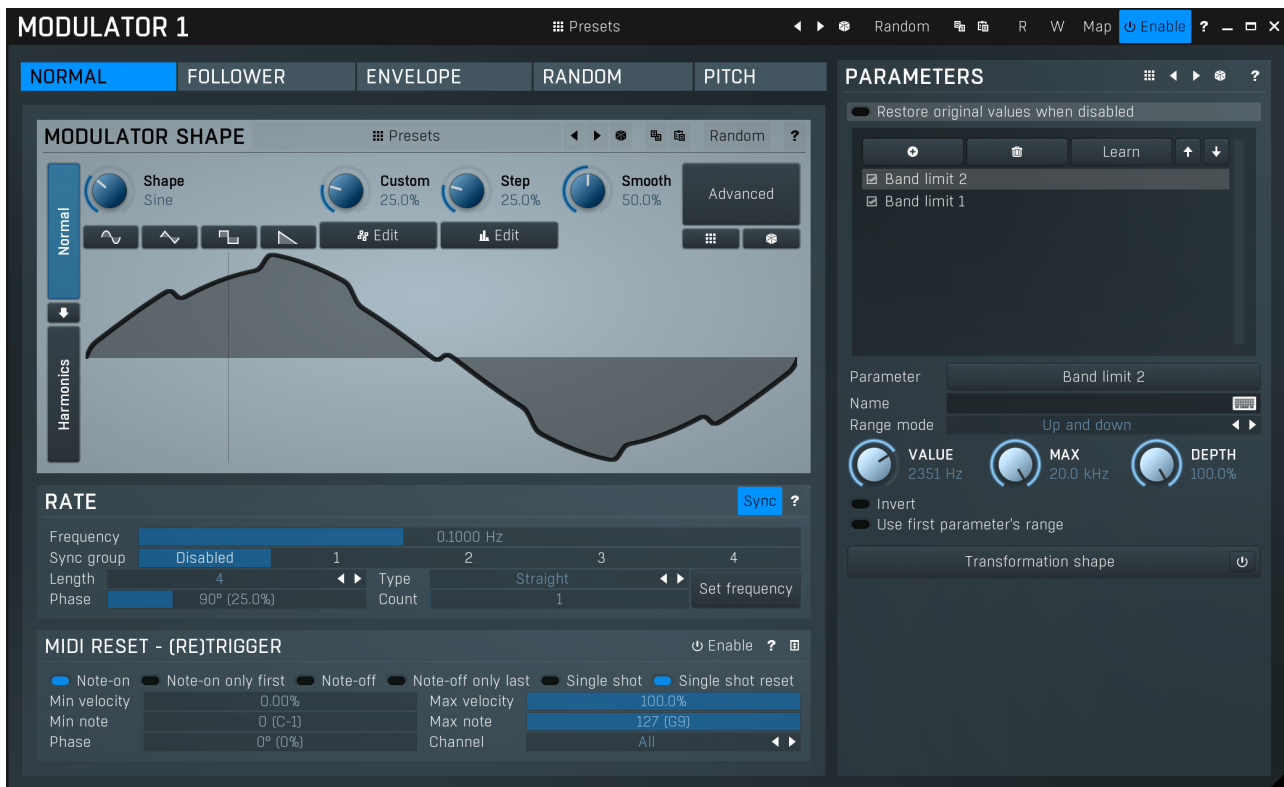 MODULATOR 1 Presets Random R W Map Enable ?
NORMAL FOLLOWER ENVELOPE RANDOM PITCH
MODULATOR SHAPE Presets Random ?
Normal
Harmonics
Shape Custom Step Smooth
Sine 25.0% 25.0% 50.0%
Advanced
Edit Edit
RATE Sync ?
Frequency 0.1000 Hz
Sync group Disabled 1 2 3 4
Length 4 Type Straight
Set frequency
Phase 90° (25.0%) Count 1
MIDI RESET - (RE)TRIGGER Enable ?
Note-on Note-on only first Note-off Note-off only last Single shot Single shot reset
Min velocity 0.00% Max velocity 100.0%
Min note 0 (C-1) Max note 127 (G9)
Phase 0° (0%) Channel All
PARAMETERS ?
Restore original values when disabled
Learn
Band limit 2
Band limit 1
Parameter Band limit 2
Name
Range mode Up and down
VALUE MAX DEPTH
2351 Hz 20.0 kHz 100.0%
Invert
Use first parameter's range
Transformation shape